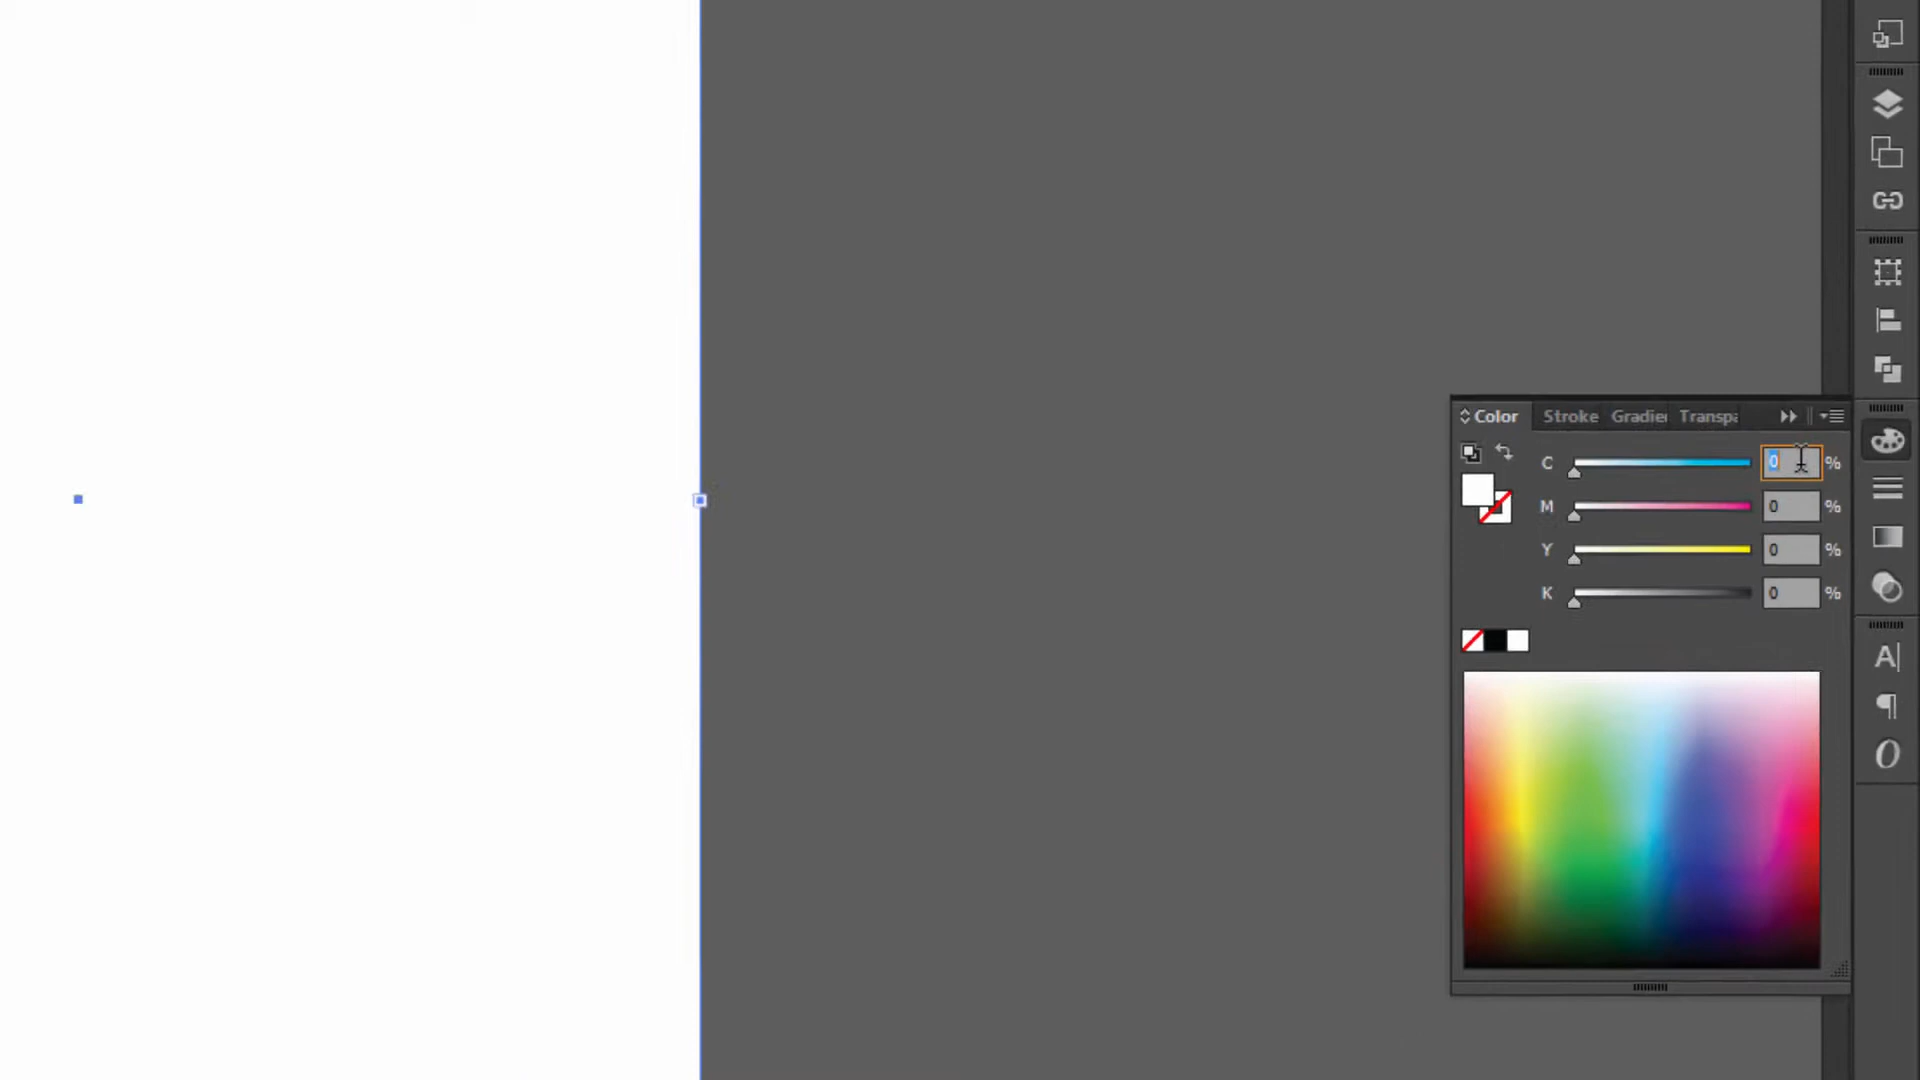 Color Stroke Gradie Transpa
C 0 %
M 0 %
Y 0 %
K 0 %
A
¶
O